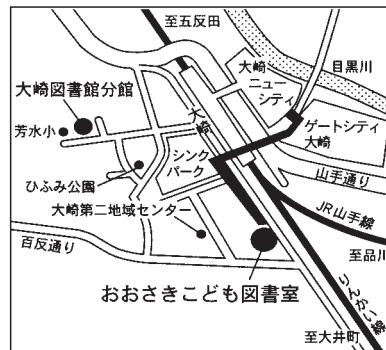 至五反田
目黒川
大崎
ニュー
シティ
大崎図書館分館
大崎
芳水小
ゲートシティ
大崎
シンク
パーク
ひふみ公園
山手通り
大崎第二地域センター
JR山手線
百反通り
至品川
おおさきこども図書室
りんかい線
至大井町